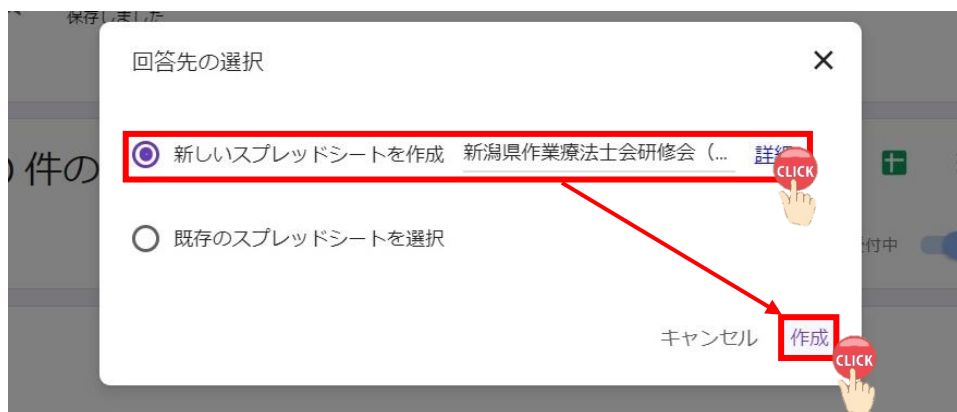 保存しました
回答先の選択
件の
新しいスプレッドシートを作成 新潟県作業療法士会研修会（... 詳細
CLICK
既存のスプレッドシートを選択
付中
キャンセル 作成
CLICK